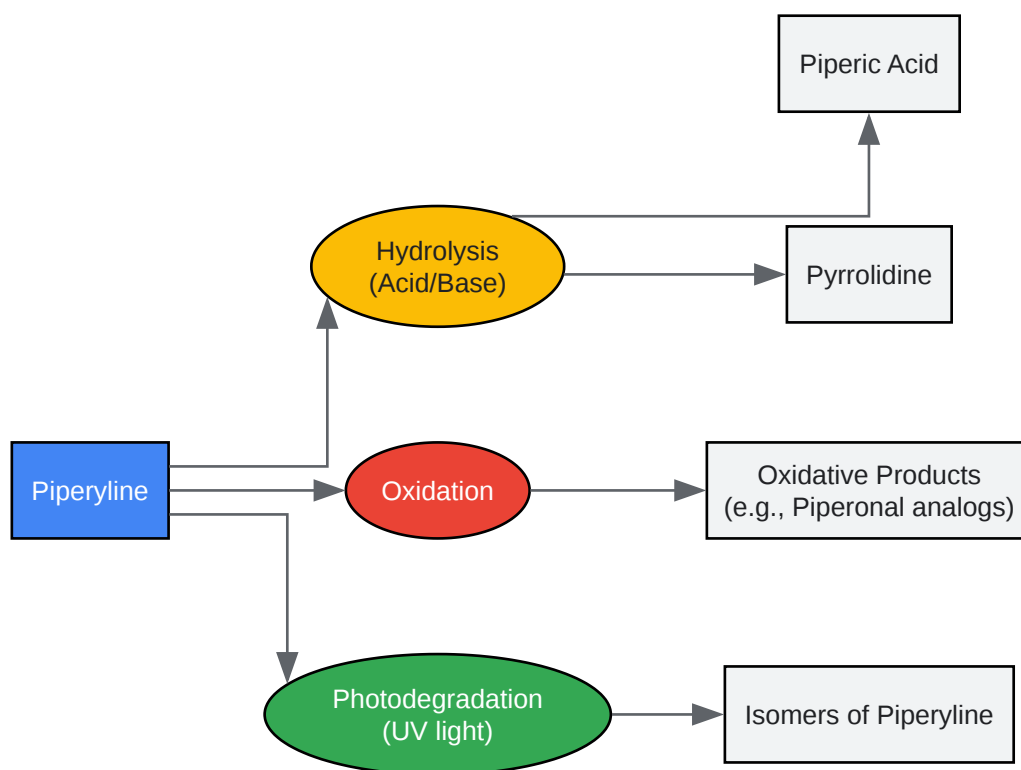 Piperic Acid
Hydrolysis
(Acid/Base)
Pyrrolidine
Piperyline
Oxidation
Oxidative Products
(e.g., Piperonal analogs)
Photodegradation
(UV light)
Isomers of Piperyline